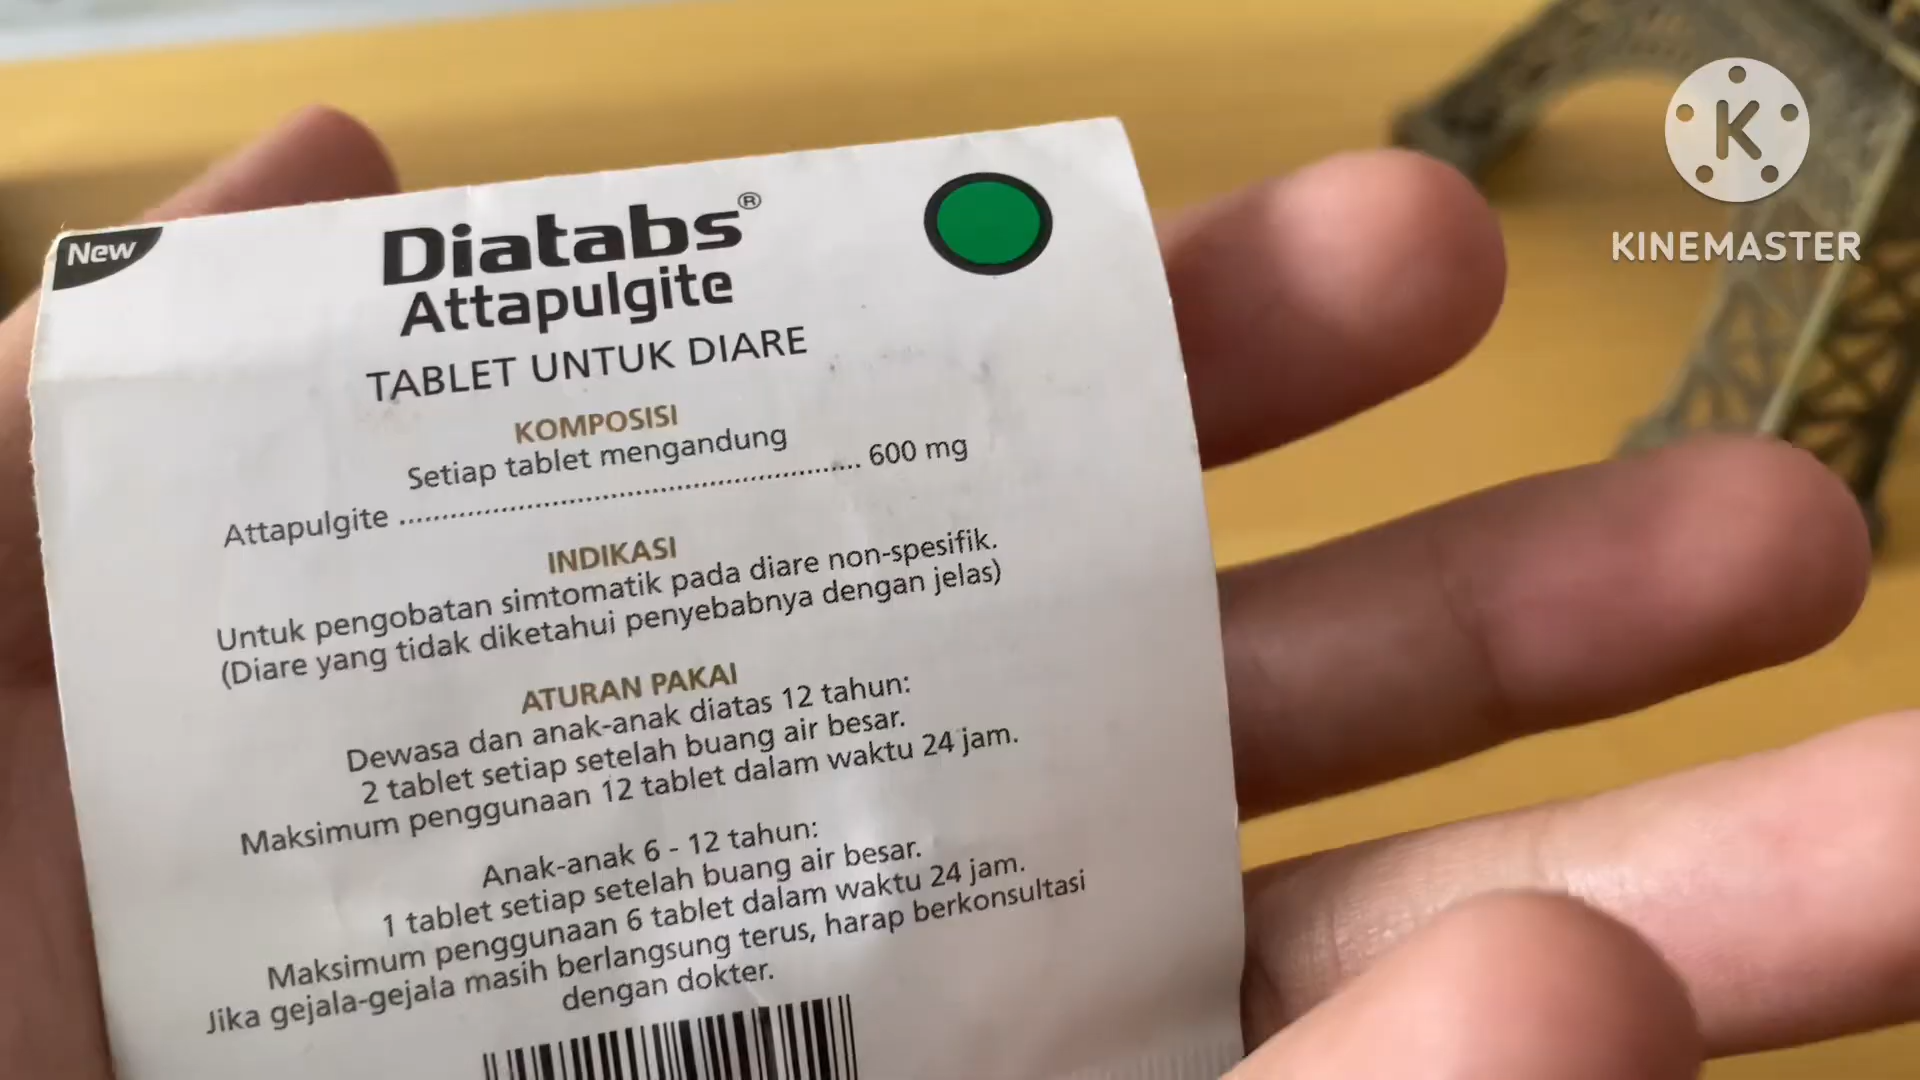 New
Diatabs®
Attapulgite
TABLET UNTUK DIARE
KOMPOSISI
Setiap tablet mengandung
Attapulgite ........................................................ 600 mg
INDIKASI
Untuk pengobatan simtomatik pada diare non-spesifik.
(Diare yang tidak diketahui penyebabnya dengan jelas)
ATURAN PAKAI
Dewasa dan anak-anak diatas 12 tahun:
2 tablet setiap setelah buang air besar.
Maksimum penggunaan 12 tablet dalam waktu 24 jam.
Anak-anak 6 - 12 tahun:
1 tablet setiap setelah buang air besar.
Maksimum penggunaan 6 tablet dalam waktu 24 jam.
Jika gejala-gejala masih berlangsung terus, harap berkonsultasi
dengan dokter.
K
KINEMASTER